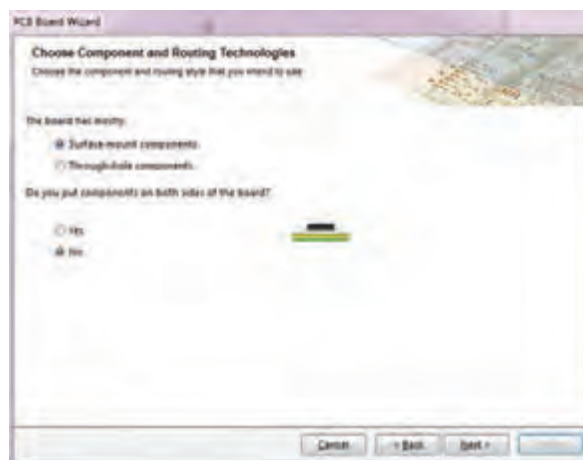 PCB Board Wizard
Choose Component and Routing Technologies
Choose the component and routing style that you intend to use
The board has mostly:
Surface-mount components
Through-hole components
Do you put components on both sides of the board?
Yes
No
Cancel
< Back
Next >